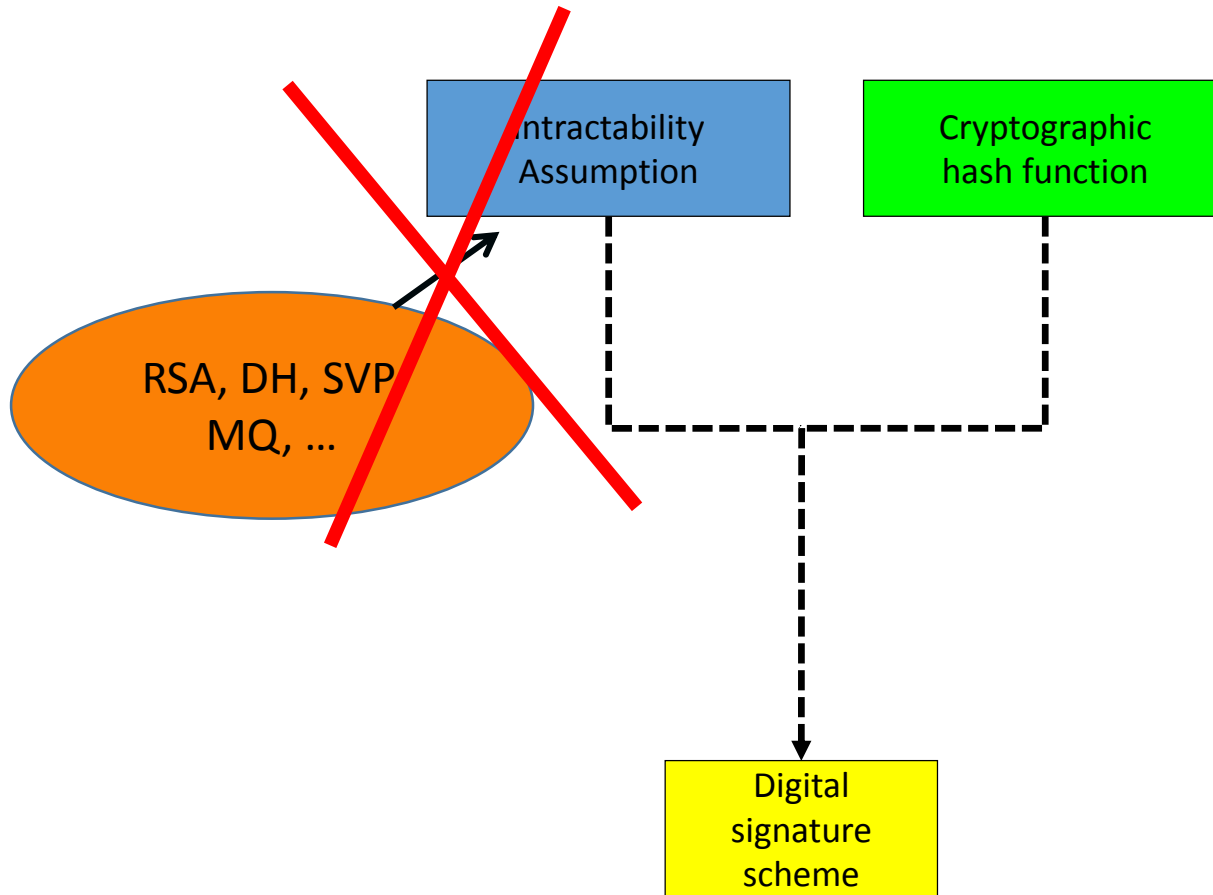 Intractability
Assumption
Cryptographic
hash function
RSA, DH, SVP,
MQ, …
Digital
signature
scheme